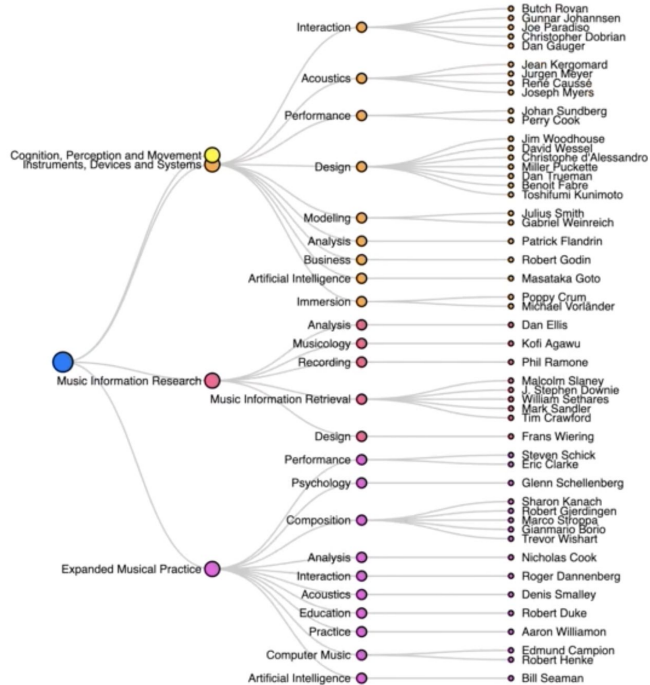 Cognition, Perception and Movement
Instruments, Devices and Systems
Interaction
Butch Rovan
Gunnar Johannsen
Joe Paradiso
Christopher Dobrian
Dan Gauger
Acoustics
Jean Kergomard
Jurgen Meyer
René Caussé
Joseph Myers
Performance
Johan Sundberg
Perry Cook
Design
Jim Woodhouse
David Wessel
Christophe d'Alessandro
Miller Puckette
Dan Trueman
Benoit Fabre
Toshifumi Kunimoto
Modeling
Julius Smith
Gabriel Weinreich
Analysis
Patrick Flandrin
Business
Robert Godin
Artificial Intelligence
Masataka Goto
Immersion
Poppy Crum
Michael Vorländer
Music Information Research
Analysis
Dan Ellis
Musicology
Kofi Agawu
Recording
Phil Ramone
Music Information Retrieval
Malcolm Slaney
J. Stephen Downie
William Sethares
Mark Sandler
Tim Crawford
Design
Frans Wiering
Expanded Musical Practice
Performance
Steven Schick
Eric Clarke
Psychology
Glenn Schellenberg
Composition
Sharon Kanach
Robert Gjerdingen
Marco Stroppa
Gianmario Borio
Trevor Wishart
Analysis
Nicholas Cook
Interaction
Roger Dannenberg
Acoustics
Denis Smalley
Education
Robert Duke
Practice
Aaron Williamon
Computer Music
Edmund Campion
Robert Henke
Artificial Intelligence
Bill Seaman